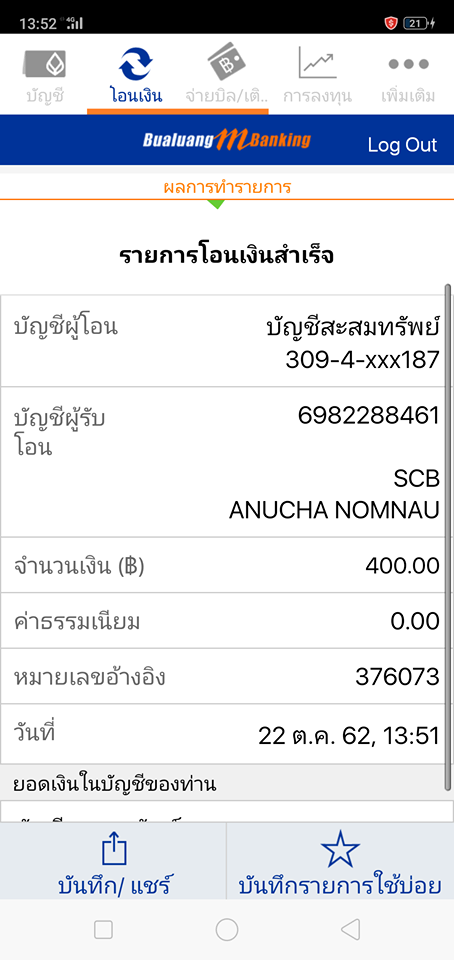 13:52 4G 21
บัญชี โอนเงิน จ่ายบิล/เติ.. การลงทุน เพิ่มเติม
Bualuang mBanking Log Out
ผลการทำรายการ
รายการโอนเงินสำเร็จ
บัญชีผู้โอน บัญชีสะสมทรัพย์
309-4-xxx187
บัญชีผู้รับ 6982288461
โอน
SCB
ANUCHA NOMNAU
จำนวนเงิน (฿) 400.00
ค่าธรรมเนียม 0.00
หมายเลขอ้างอิง 376073
วันที่ 22 ต.ค. 62, 13:51
ยอดเงินในบัญชีของท่าน
บันทึก/ แชร์ บันทึกรายการใช้บ่อย